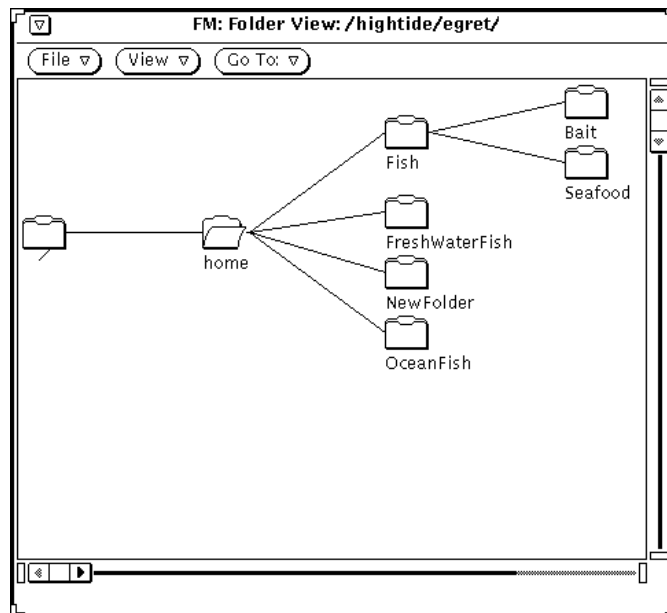 FM: Folder View: /hightide/egret/
File View Go To:
Bait
Fish
Seafood
FreshWaterFish
/
home
NewFolder
OceanFish